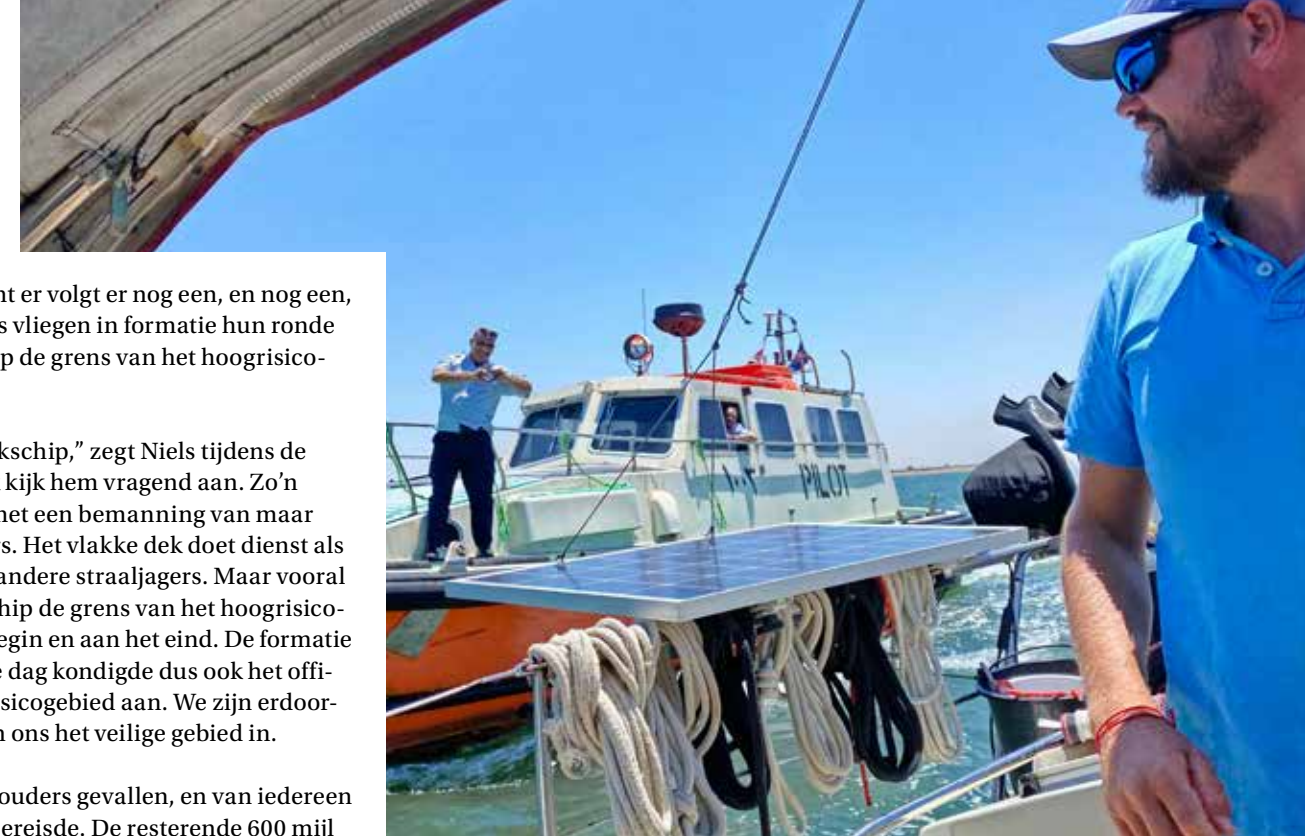 nt er volgt er nog een, en nog een,
s vliegen in formatie hun ronde
p de grens van het hoogrisico-
kschip,” zegt Niels tijdens de
kijk hem vragend aan. Zo’n
met een bemanning van maar
rs. Het vlakke dek doet dienst als
andere straaljagers. Maar vooral
hip de grens van het hoogrisico-
egin en aan het eind. De formatie
e dag kondigde dus ook het offi-
sicogebied aan. We zijn erdoor-
n ons het veilige gebied in.
ouders gevallen, en van iedereen
ereisde. De resterende 600 mijl
PILOT